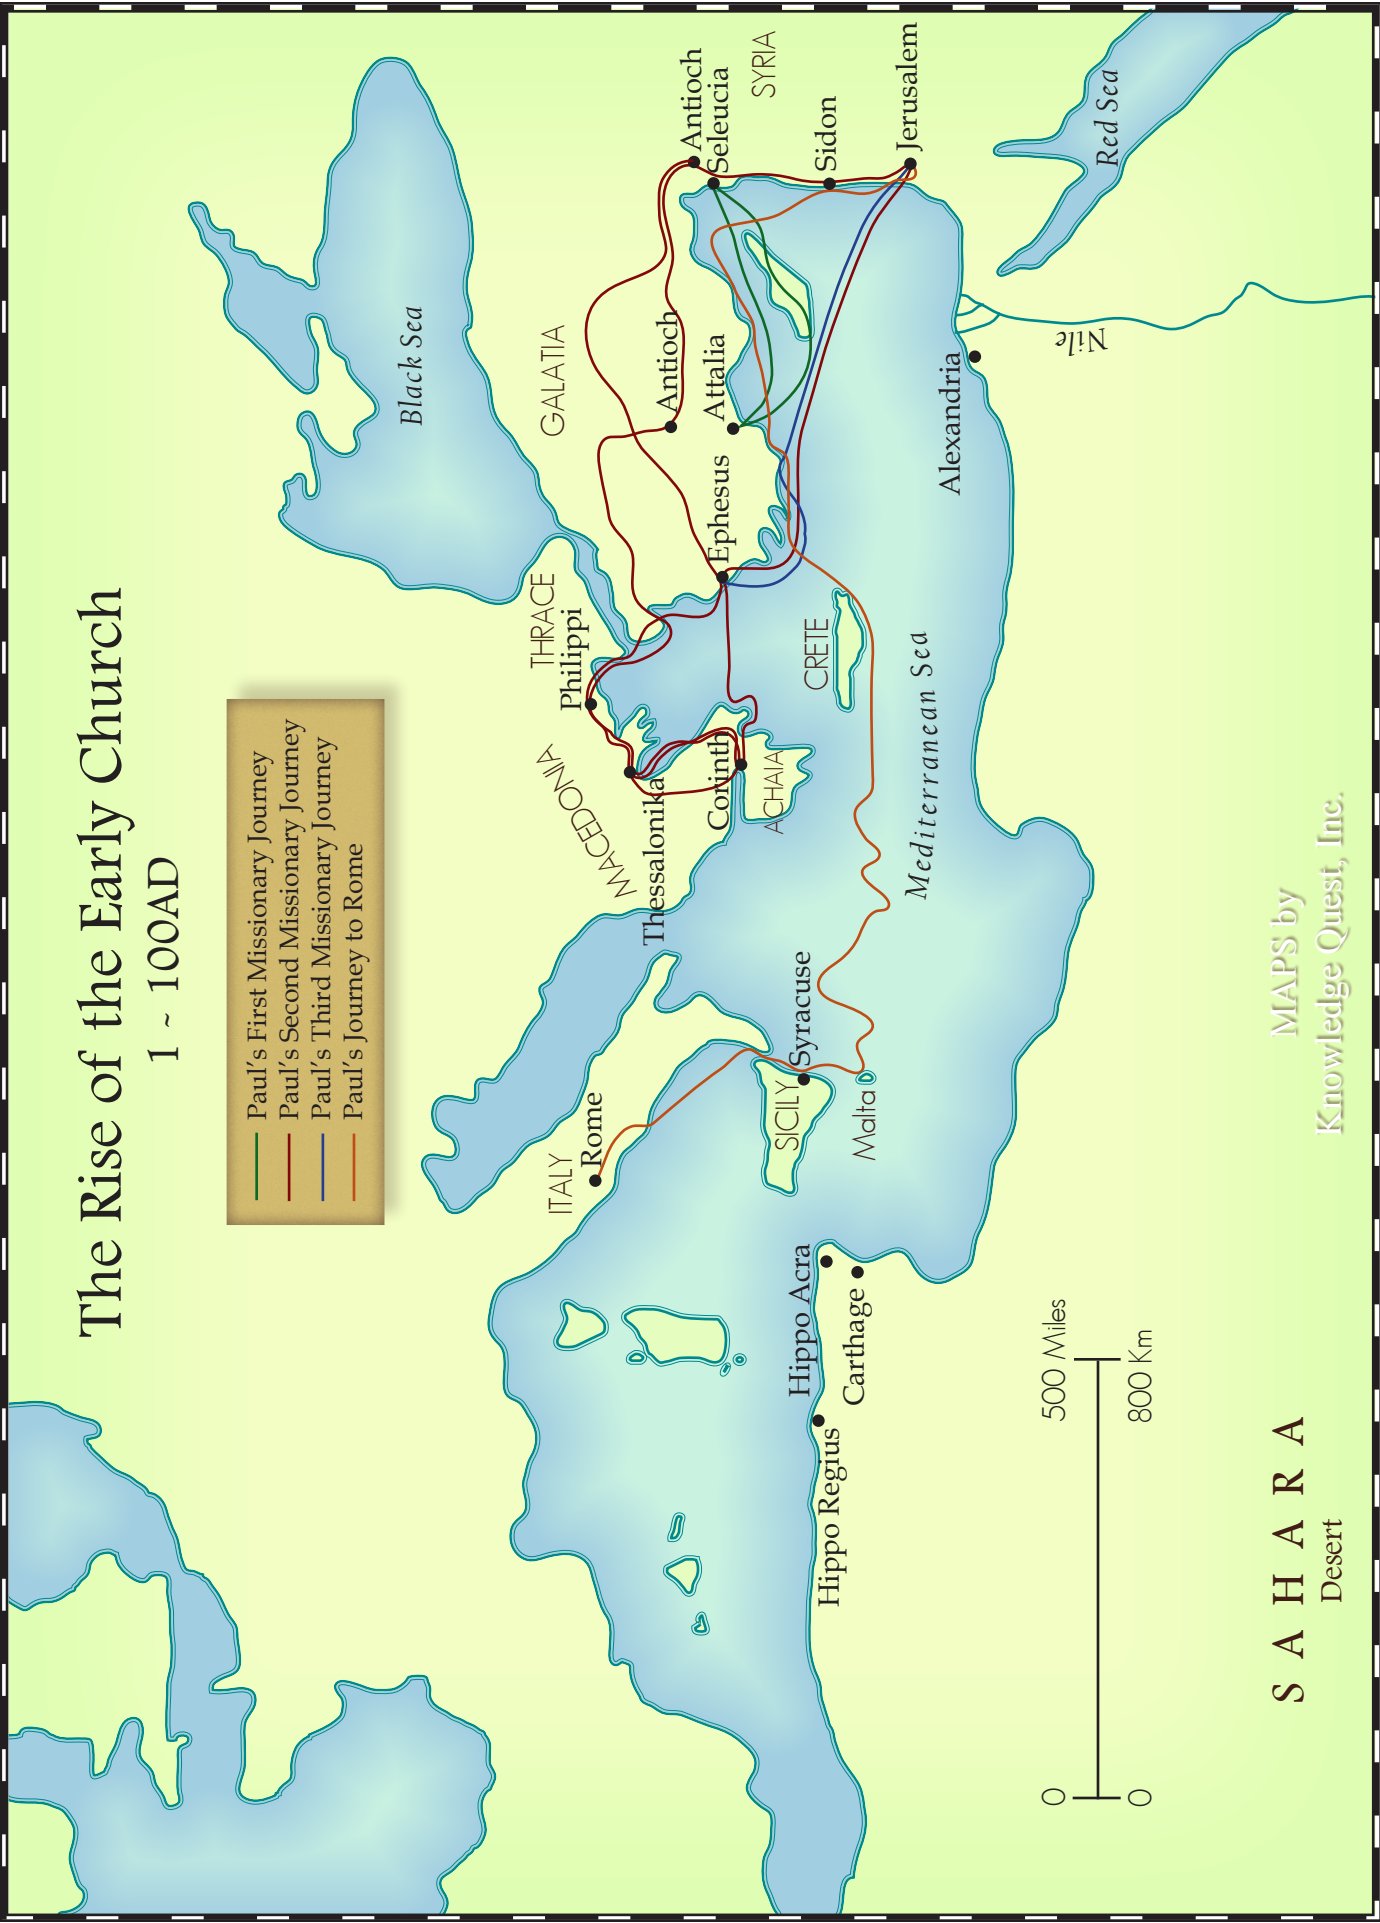 The Rise of the Early Church
1 ~ 100AD
Paul's First Missionary Journey
Paul's Second Missionary Journey
Paul's Third Missionary Journey
Paul's Journey to Rome
Black Sea
ITALY
Rome
MACEDONIA
THRACE
Philippi
GALATIA
Thessalonika
Antioch
Antioch
Seleucia
SYRIA
Corinth
ACHAIA
Ephesus
Attalia
SICILY
Syracuse
Malta
CRETE
Sidon
Hippo Acra
Carthage
Hippo Regius
Mediterranean Sea
Jerusalem
Alexandria
Nile
Red Sea
0
500 Miles
0
800 Km
SAHARA
Desert
MAPS by
Knowledge Quest, Inc.